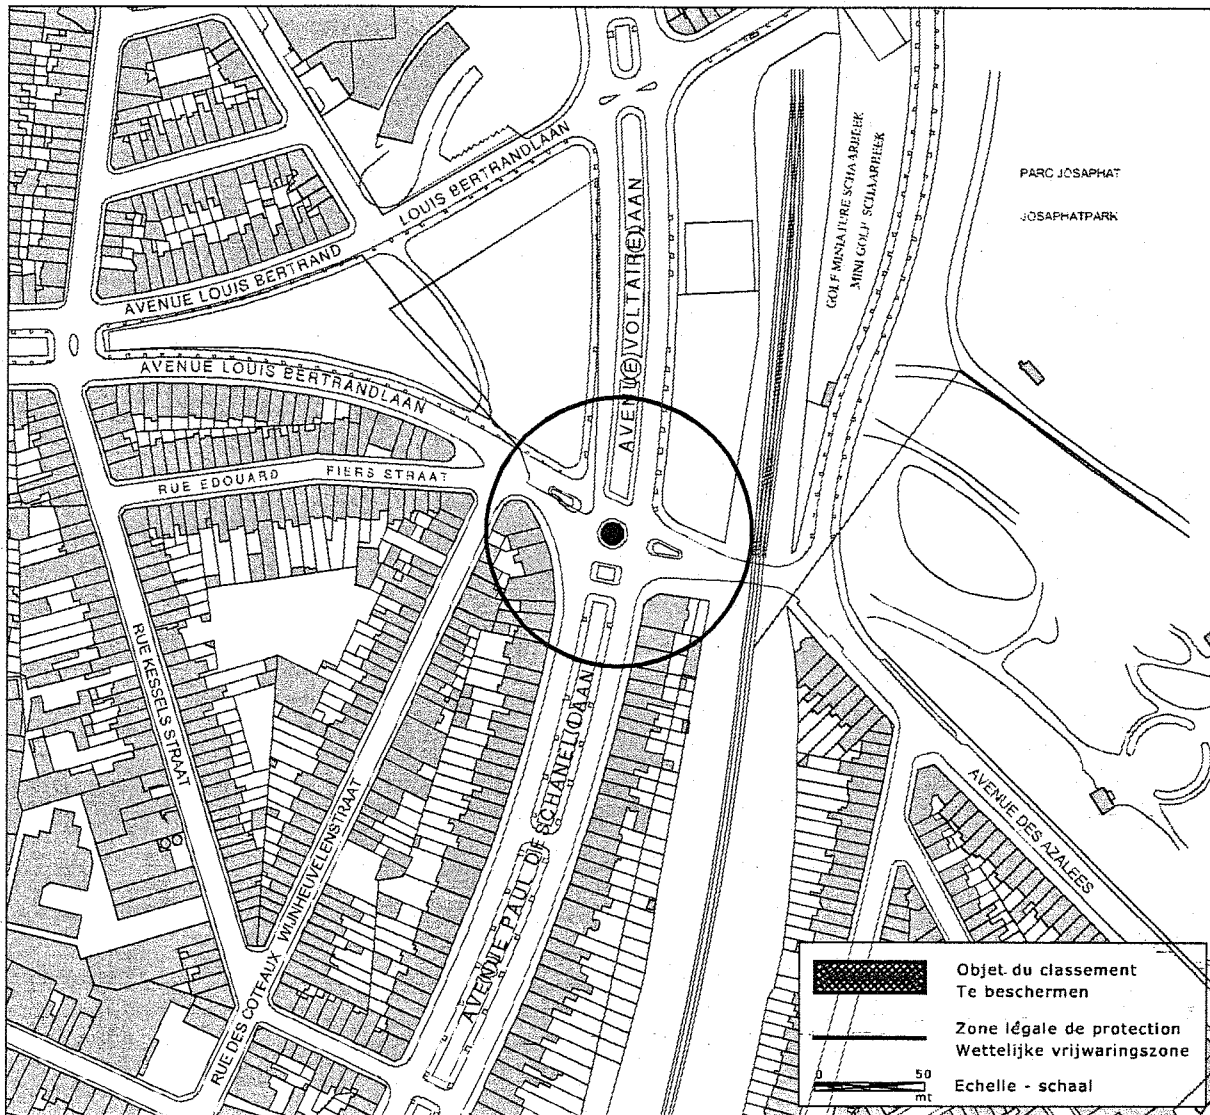 LOUIS BERTRANDLAAN
AVENUE VOLTAIRELAAN
GOLF MINIATURE SCHAARBEEK
MINI GOLF SCHAARBEEK
PARC JOSAPHAT
JOSAPHATPARK
AVENUE LOUIS BERTRAND
AVENUE LOUIS BERTRANDLAAN
RUE EDOUARD FIERS STRAAT
RUE KESSELS STRAAT
RUE DES COTEAUX WIJNHEUVELENSTRAAT
AVENUE PAUL DESCHANELLAAN
AVENUE DES AZALEES
Objet du classement
Te beschermen
Zone légale de protection
Wettelijke vrijwaringszone
0 50
mt
Echelle - schaal